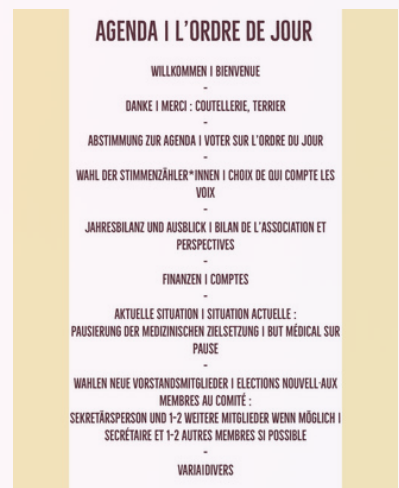 AGENDA I L'ORDRE DE JOUR
WILLKOMMEN I BIENVENUE
-
DANKE I MERCI : COUTELLERIE, TERRIER
-
ABSTIMMUNG ZUR AGENDA I VOTER SUR L'ORDRE DU JOUR
-
WAHL DER STIMMENZÄHLER*INNEN I CHOIX DE QUI COMPTE LES
VOIX
-
JAHRESBILANZ UND AUSBLICK I BILAN DE L'ASSOCIATION ET
PERSPECTIVES
-
FINANZEN I COMPTES
-
AKTUELLE SITUATION I SITUATION ACTUELLE :
PAUSIERUNG DER MEDIZINISCHEN ZIELSETZUNG I BUT MÉDICAL SUR
PAUSE
-
WAHLEN NEUE VORSTANDSMITGLIEDER I ELECTIONS NOUVELL·AUX
MEMBRES AU COMITÉ :
SEKRETÄRSPERSON UND 1-2 WEITERE MITGLIEDER WENN MÖGLICH I
SECRÉTAIRE ET 1-2 AUTRES MEMBRES SI POSSIBLE
-
VARIAIDIVERS